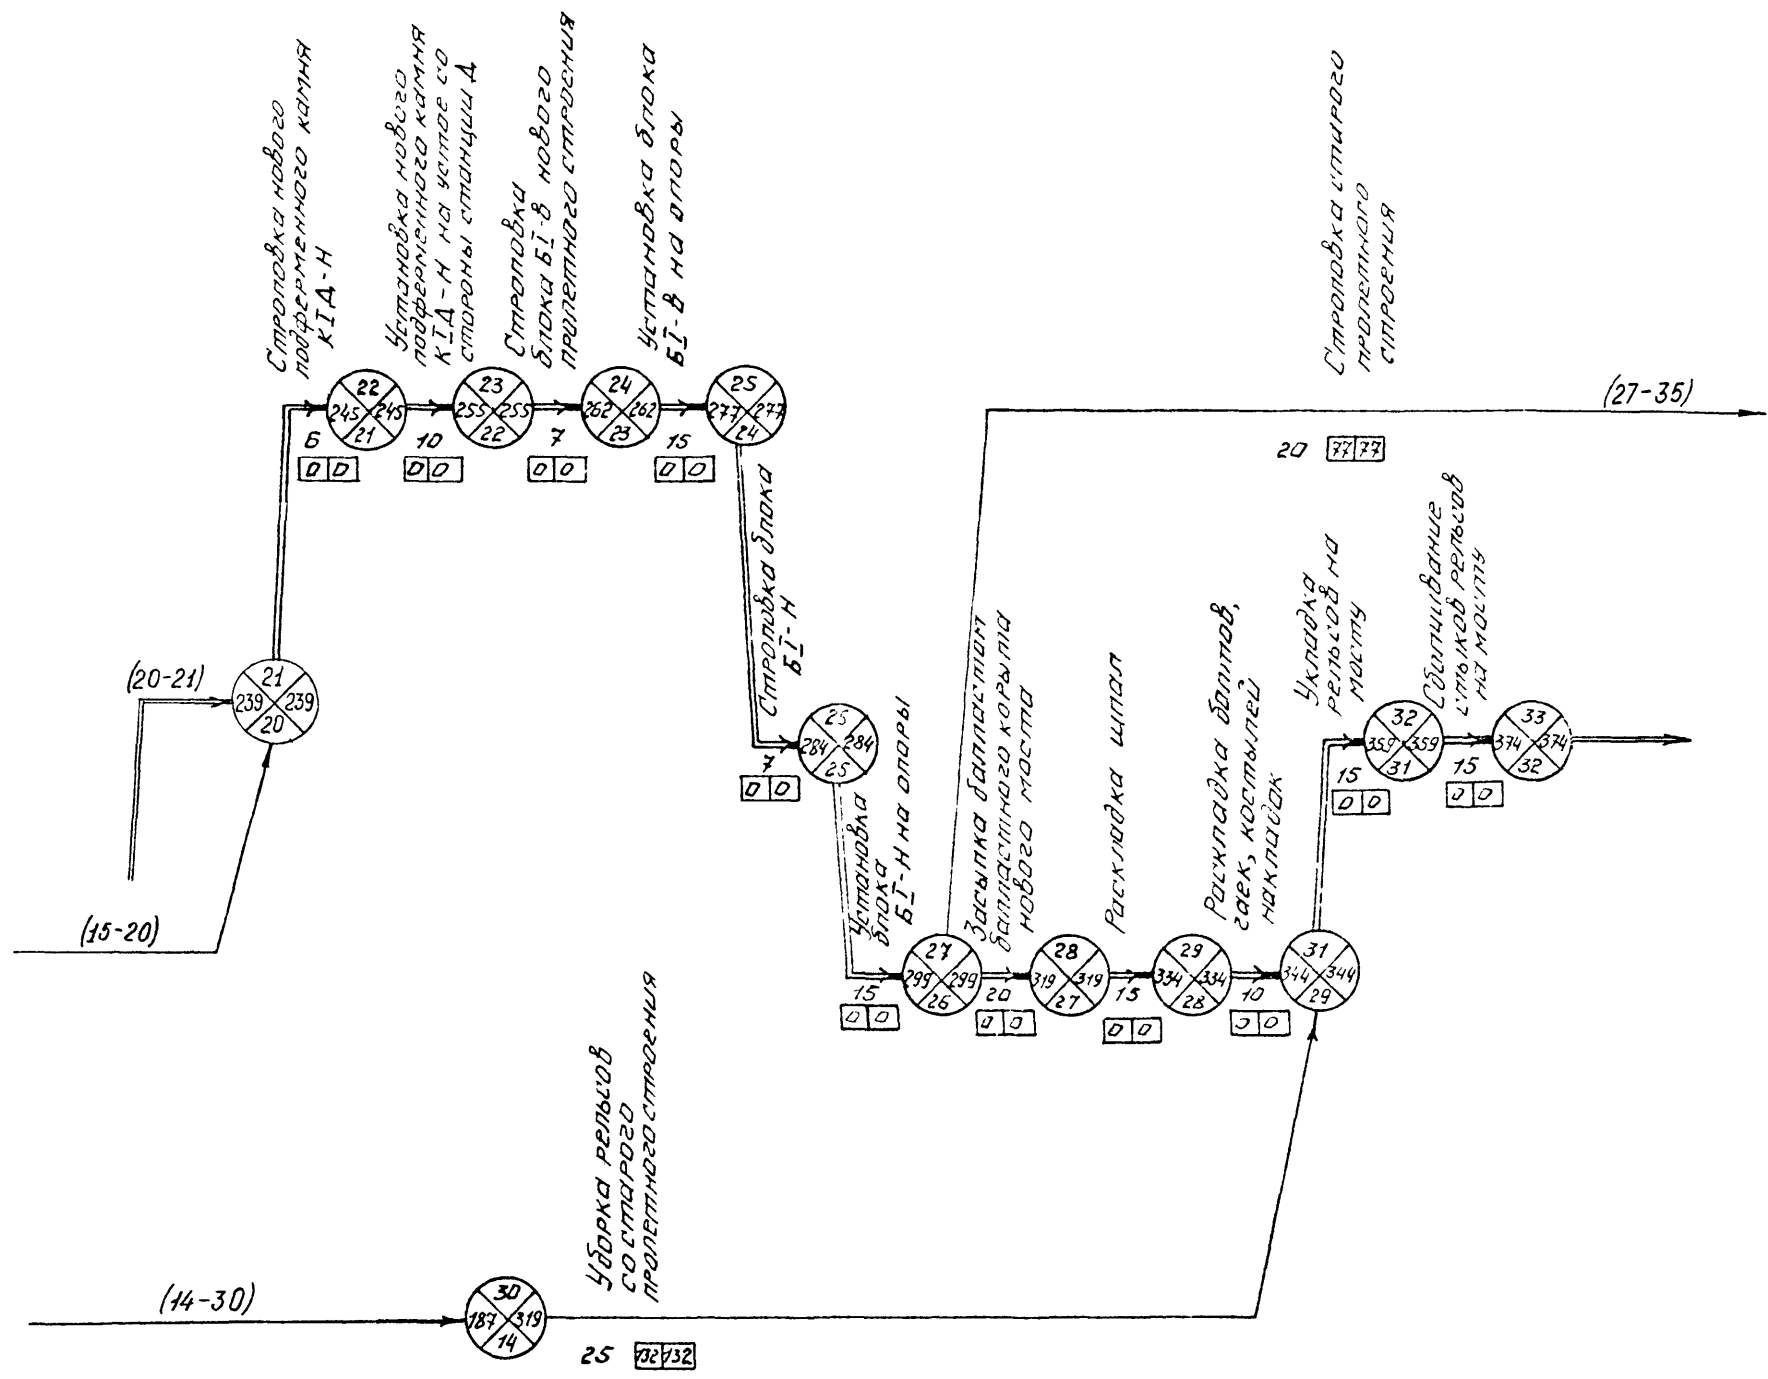 Строповка нового
подферменного камня
КIД-Н
Установка нового
подферменного камня
КIД-Н на устое со
стороны станции Д
Строповка
блока БI-В нового
пролетного строения
Установка блока
БI-В на опоры
Строповка старого
пролетного
строения
22
245 245
21
23
255 255
22
24
262 262
23
25
277 277
24
(27-35)
6
0 0
10
0 0
7
0 0
15
0 0
20 77 77
Строповка блока
БI-Н
(20-21)
21
239 239
20
(15-20)
26
284 284
25
7
0 0
Установка
блока
БI-Н на опоры
Засыпка балластом
балластного корыта
нового моста
Раскладка шпал
Раскладка болтов,
гаек, костылей
накладок
Укладка
рельсов на
мосту
Сболчивание
стыков рельсов
на мосту
32
359 359
31
33
374 374
32
15
0 0
15
0 0
27
299 299
26
28
319 319
27
29
334 334
28
31
344 344
29
15
0 0
20
0 0
15
0 0
10
0 0
Уборка рельсов
со старого
пролетного строения
(14-30)
30
187 319
14
25 132 132